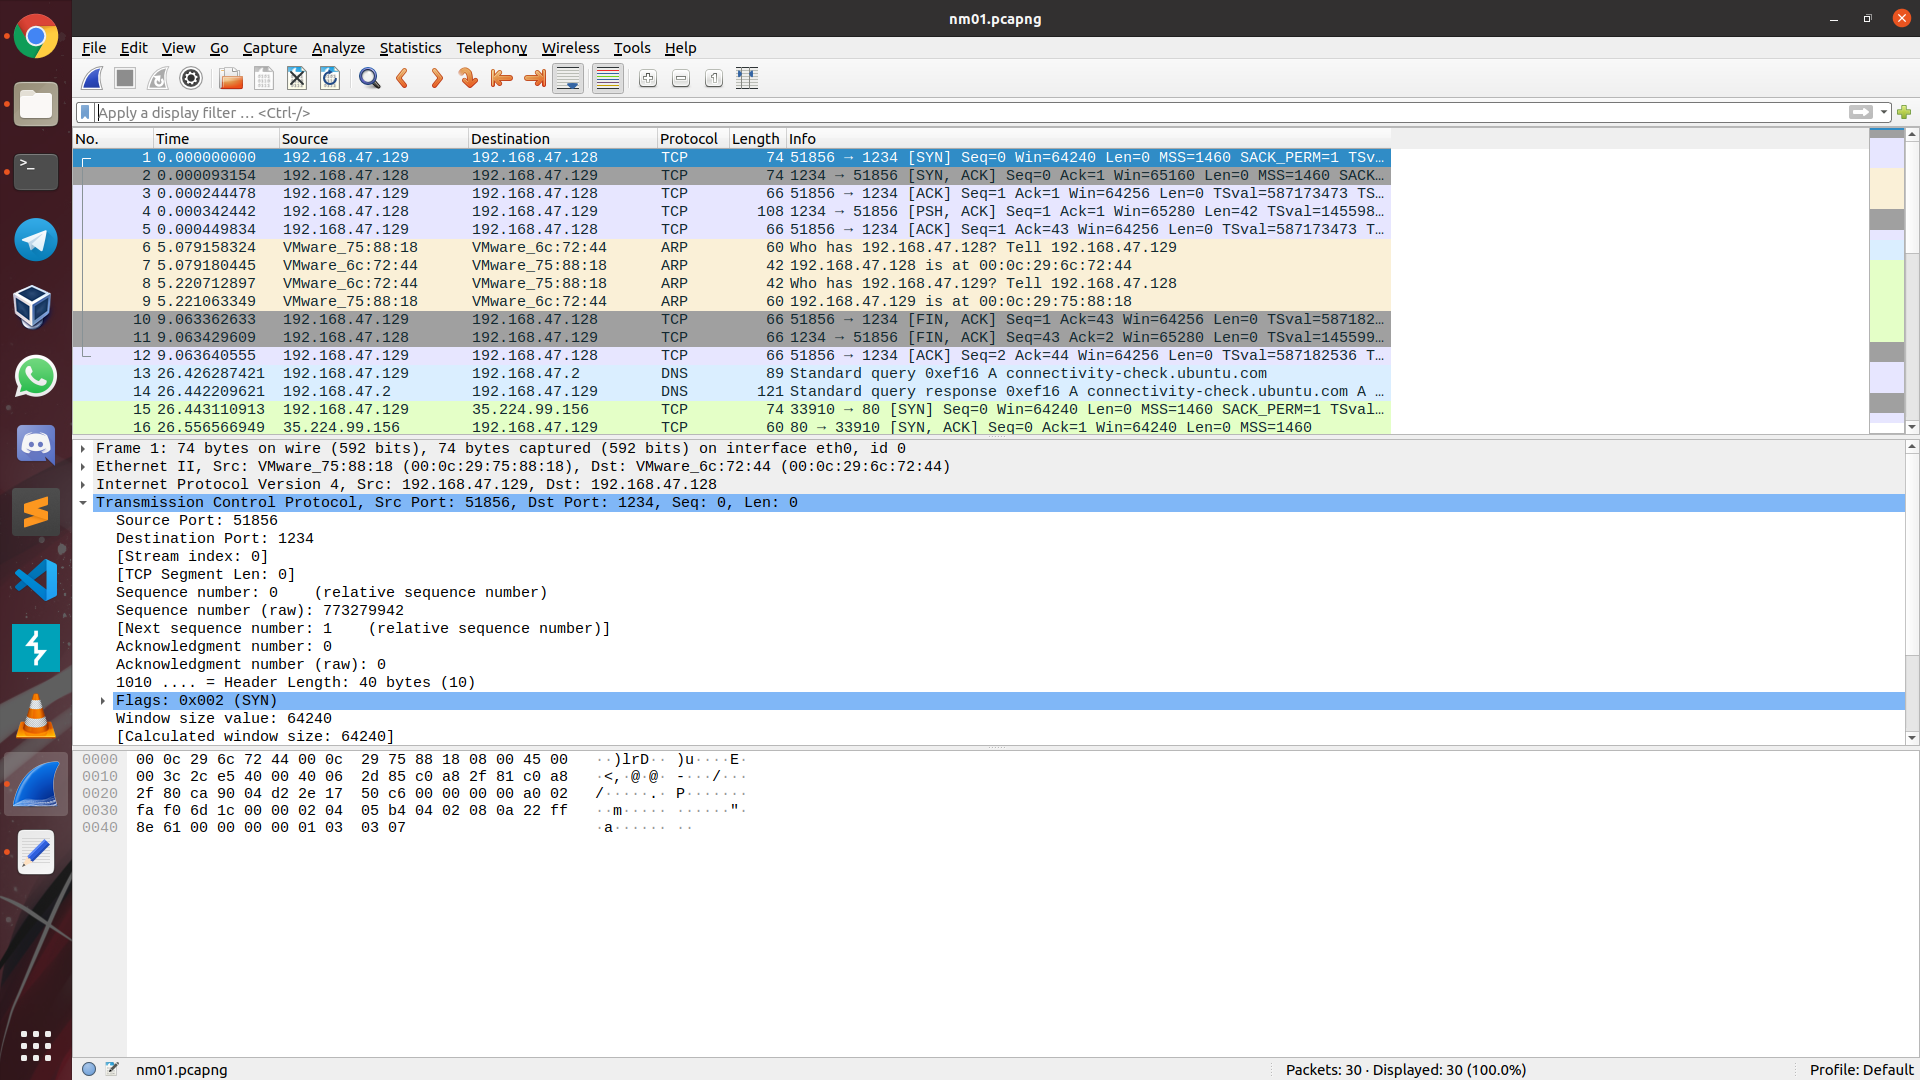 nm01.pcapng
File Edit View Go Capture Analyze Statistics Telephony Wireless Tools Help
Apply a display filter … <Ctrl-/>
No. Time Source Destination Protocol Length Info
1 0.000000000 192.168.47.129 192.168.47.128 TCP 74 51856 → 1234 [SYN] Seq=0 Win=64240 Len=0 MSS=1460 SACK_PERM=1 TSv…
2 0.000093154 192.168.47.128 192.168.47.129 TCP 74 1234 → 51856 [SYN, ACK] Seq=0 Ack=1 Win=65160 Len=0 MSS=1460 SACK…
3 0.000244478 192.168.47.129 192.168.47.128 TCP 66 51856 → 1234 [ACK] Seq=1 Ack=1 Win=64256 Len=0 TSval=587173473 TS…
4 0.000342442 192.168.47.128 192.168.47.129 TCP 108 1234 → 51856 [PSH, ACK] Seq=1 Ack=1 Win=65280 Len=42 TSval=145598…
5 0.000449834 192.168.47.129 192.168.47.128 TCP 66 51856 → 1234 [ACK] Seq=1 Ack=43 Win=64256 Len=0 TSval=587173473 T…
6 5.079158324 VMware_75:88:18 VMware_6c:72:44 ARP 60 Who has 192.168.47.128? Tell 192.168.47.129
7 5.079180445 VMware_6c:72:44 VMware_75:88:18 ARP 42 192.168.47.128 is at 00:0c:29:6c:72:44
8 5.220712897 VMware_6c:72:44 VMware_75:88:18 ARP 42 Who has 192.168.47.129? Tell 192.168.47.128
9 5.221063349 VMware_75:88:18 VMware_6c:72:44 ARP 60 192.168.47.129 is at 00:0c:29:75:88:18
10 9.063362633 192.168.47.129 192.168.47.128 TCP 66 51856 → 1234 [FIN, ACK] Seq=1 Ack=43 Win=64256 Len=0 TSval=587182…
11 9.063429609 192.168.47.128 192.168.47.129 TCP 66 1234 → 51856 [FIN, ACK] Seq=43 Ack=2 Win=65280 Len=0 TSval=145599…
12 9.063640555 192.168.47.129 192.168.47.128 TCP 66 51856 → 1234 [ACK] Seq=2 Ack=44 Win=64256 Len=0 TSval=587182536 T…
13 26.426287421 192.168.47.129 192.168.47.2 DNS 89 Standard query 0xef16 A connectivity-check.ubuntu.com
14 26.442209621 192.168.47.2 192.168.47.129 DNS 121 Standard query response 0xef16 A connectivity-check.ubuntu.com A …
15 26.443110913 192.168.47.129 35.224.99.156 TCP 74 33910 → 80 [SYN] Seq=0 Win=64240 Len=0 MSS=1460 SACK_PERM=1 TSval…
16 26.556566949 35.224.99.156 192.168.47.129 TCP 60 80 → 33910 [SYN, ACK] Seq=0 Ack=1 Win=64240 Len=0 MSS=1460
Frame 1: 74 bytes on wire (592 bits), 74 bytes captured (592 bits) on interface eth0, id 0
Ethernet II, Src: VMware_75:88:18 (00:0c:29:75:88:18), Dst: VMware_6c:72:44 (00:0c:29:6c:72:44)
Internet Protocol Version 4, Src: 192.168.47.129, Dst: 192.168.47.128
Transmission Control Protocol, Src Port: 51856, Dst Port: 1234, Seq: 0, Len: 0
Source Port: 51856
Destination Port: 1234
[Stream index: 0]
[TCP Segment Len: 0]
Sequence number: 0 (relative sequence number)
Sequence number (raw): 773279942
[Next sequence number: 1 (relative sequence number)]
Acknowledgment number: 0
Acknowledgment number (raw): 0
1010 .... = Header Length: 40 bytes (10)
Flags: 0x002 (SYN)
Window size value: 64240
[Calculated window size: 64240]
0000 00 0c 29 6c 72 44 00 0c 29 75 88 18 08 00 45 00 ··)lrD·· )u····E·
0010 00 3c 2c e5 40 00 40 06 2d 85 c0 a8 2f 81 c0 a8 ·<,·@·@· -···/···
0020 2f 80 ca 90 04 d2 2e 17 50 c6 00 00 00 00 a0 02 /·····.· P·······
0030 fa f0 6d 1c 00 00 02 04 05 b4 04 02 08 0a 22 ff ··m····· ······"·
0040 8e 61 00 00 00 00 01 03 03 07 ·a······ ··
nm01.pcapng Packets: 30 · Displayed: 30 (100.0%) Profile: Default